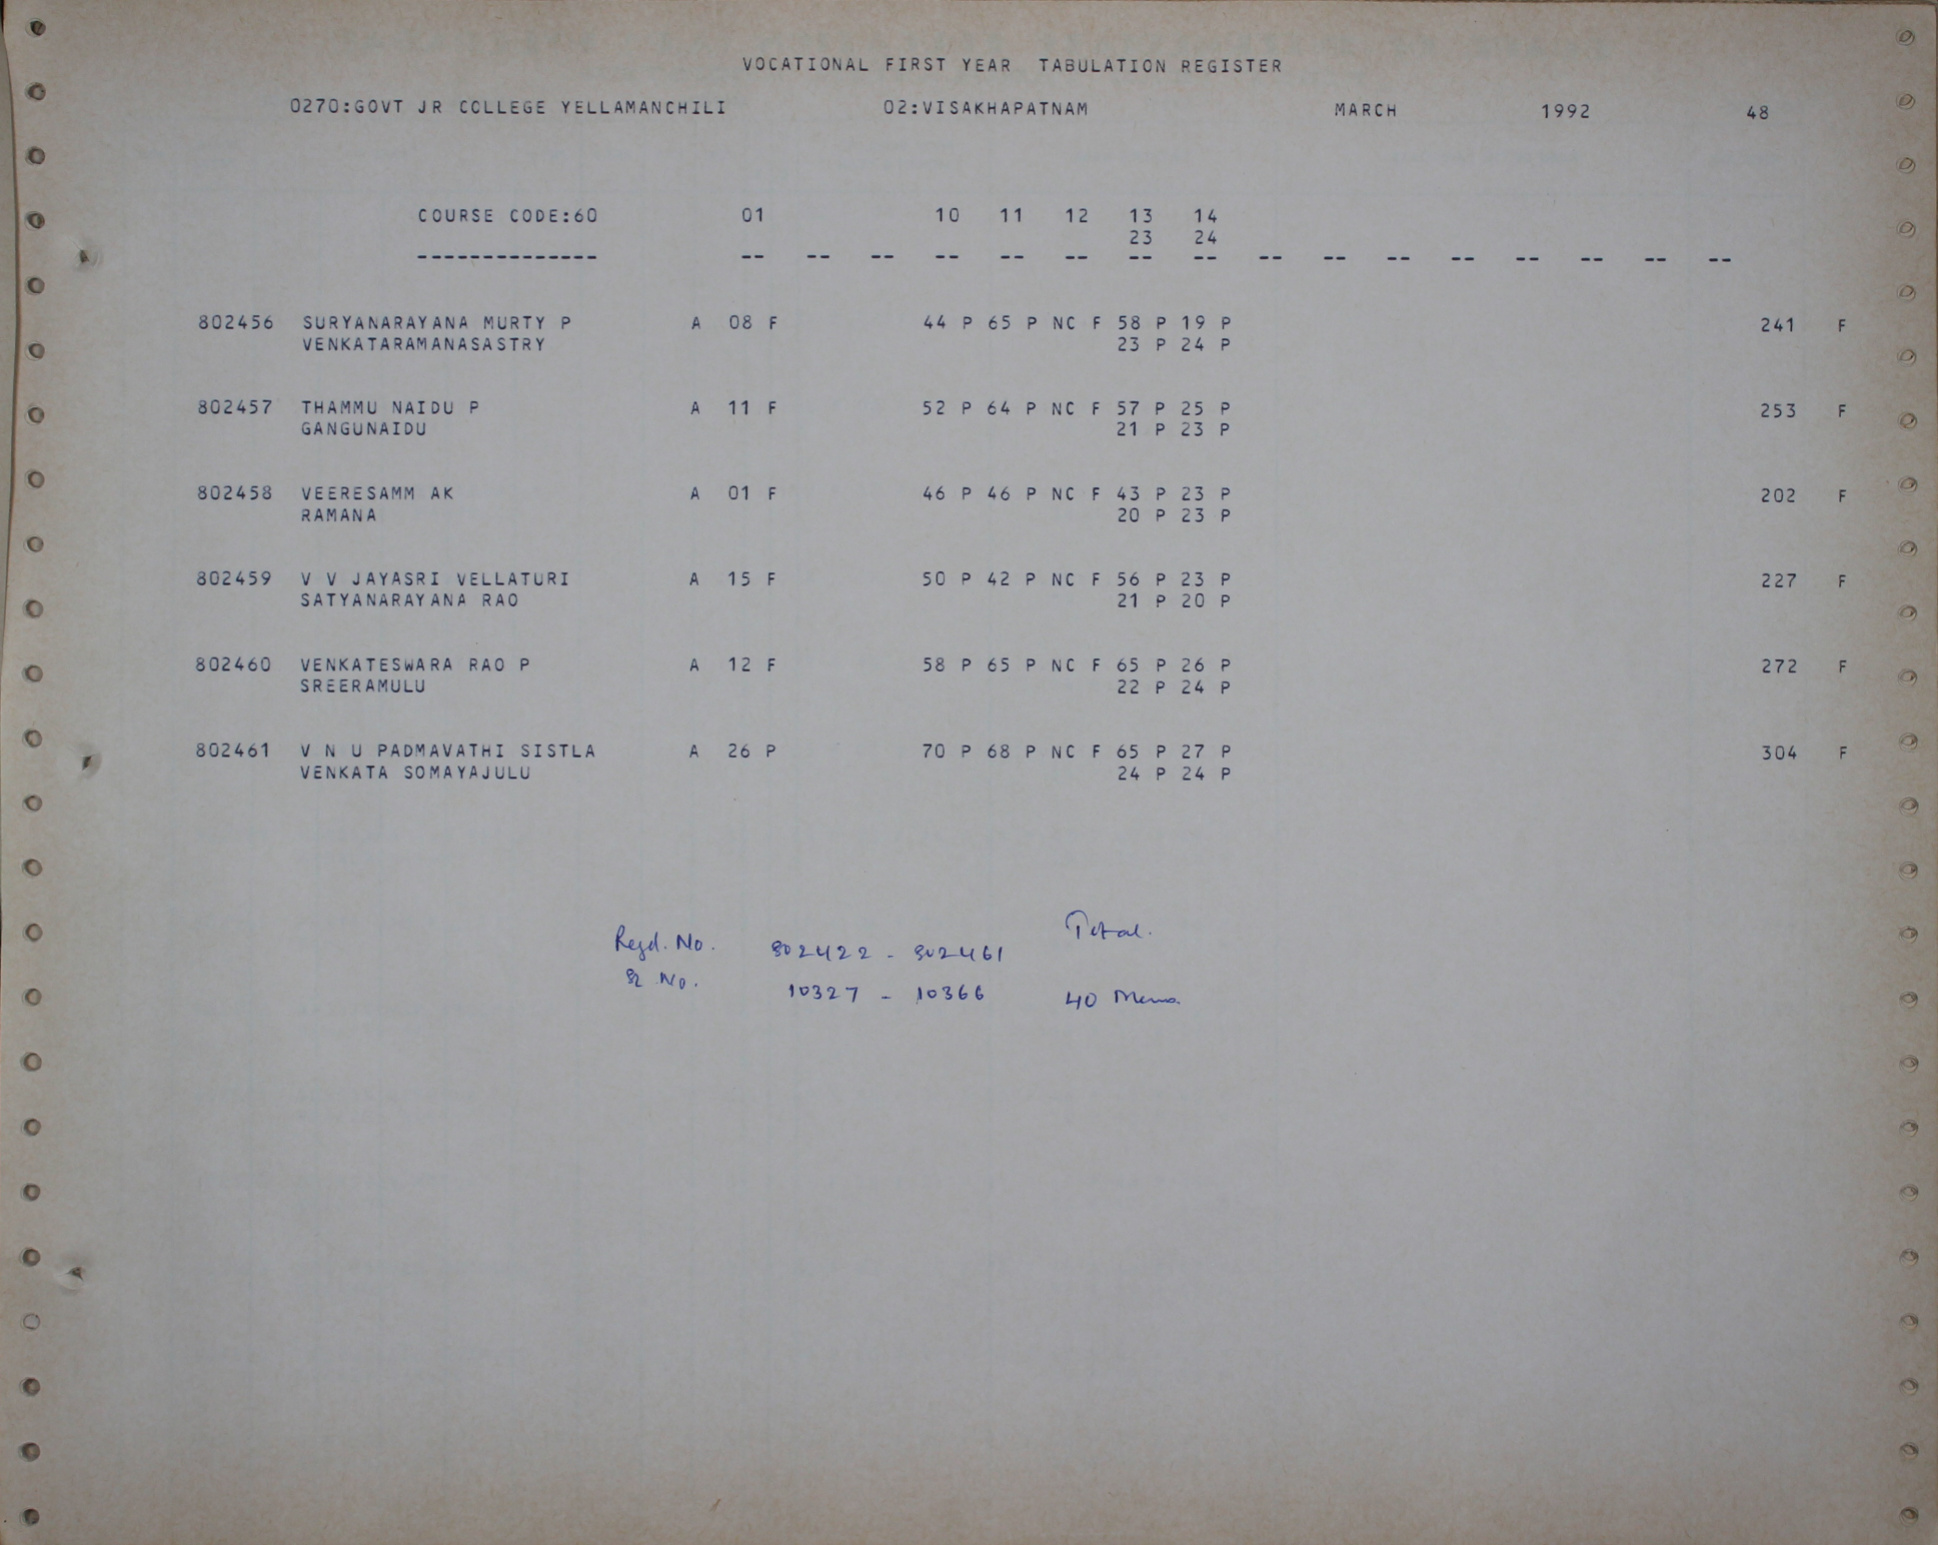 VOCATIONAL FIRST YEAR TABULATION REGISTER
0270:GOVT JR COLLEGE YELLAMANCHILI 02:VISAKHAPATNAM MARCH 1992 48
COURSE CODE:60 01 10 11 12 13 14
23 24
-------------- -- -- -- -- -- -- -- -- -- -- -- -- -- -- -- --
802456 SURYANARAYANA MURTY P A 08 F 44 P 65 P NC F 58 P 19 P 241 F
VENKATARAMANASASTRY 23 P 24 P
802457 THAMMU NAIDU P A 11 F 52 P 64 P NC F 57 P 25 P 253 F
GANGUNAIDU 21 P 23 P
802458 VEERESAMM AK A 01 F 46 P 46 P NC F 43 P 23 P 202 F
RAMANA 20 P 23 P
802459 V V JAYASRI VELLATURI A 15 F 50 P 42 P NC F 56 P 23 P 227 F
SATYANARAYANA RAO 21 P 20 P
802460 VENKATESWARA RAO P A 12 F 58 P 65 P NC F 65 P 26 P 272 F
SREERAMULU 22 P 24 P
802461 V N U PADMAVATHI SISTLA A 26 P 70 P 68 P NC F 65 P 27 P 304 F
VENKATA SOMAYAJULU 24 P 24 P
Regd. No. 802422 - 802461 Total.
No. 10327 - 10366 40